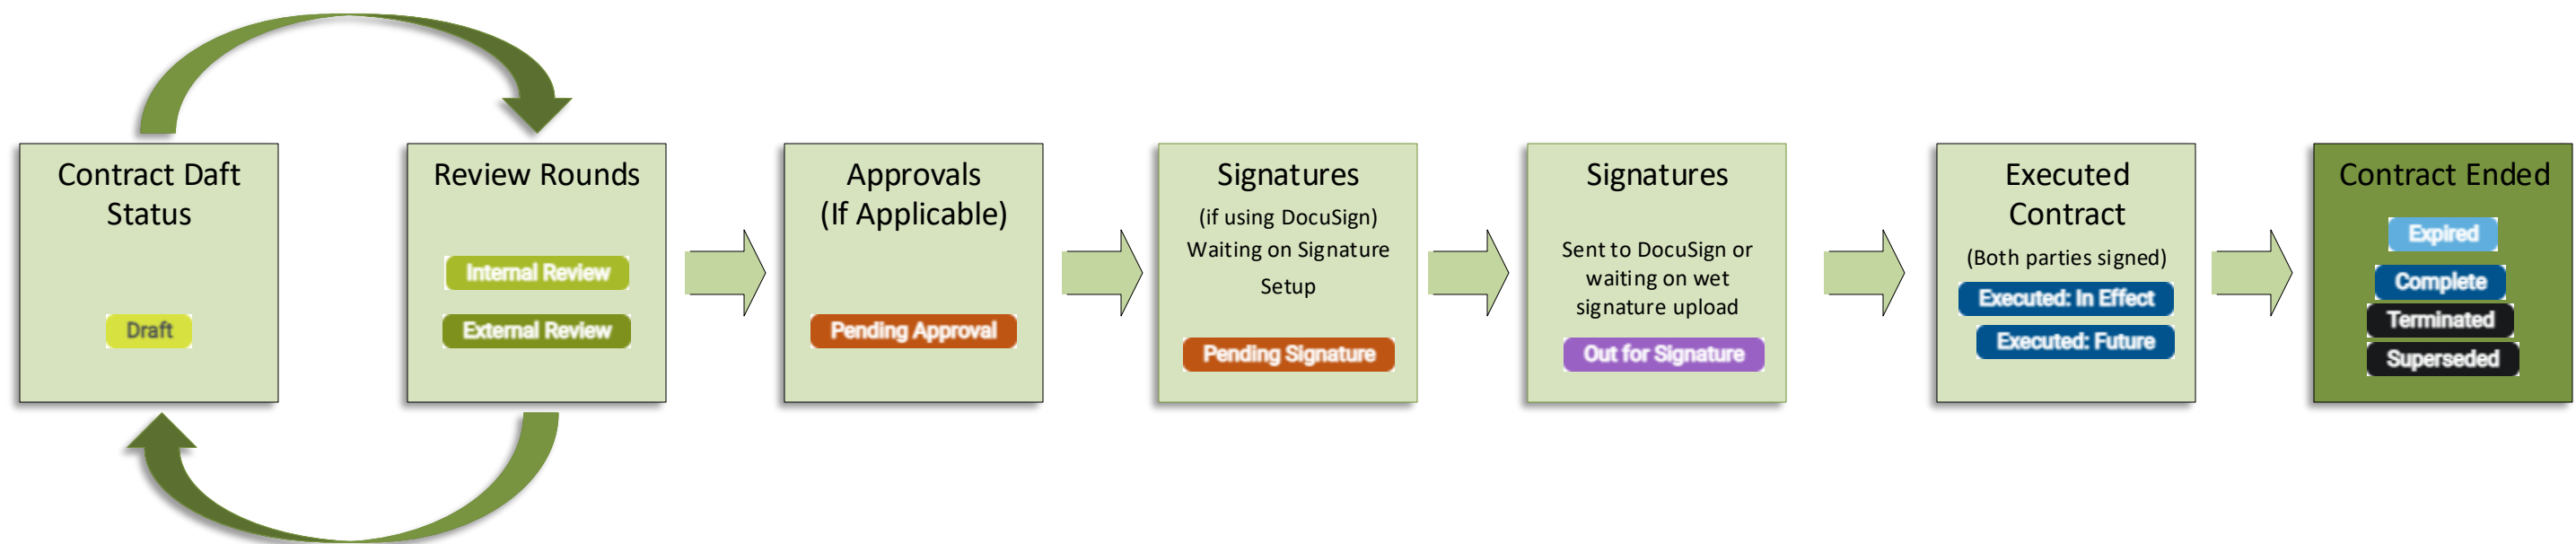 Contract Daft
Status
Draft
Review Rounds
Internal Review
External Review
Approvals
(If Applicable)
Pending Approval
Signatures
(if using DocuSign)
Waiting on Signature
Setup
Pending Signature
Signatures
Sent to DocuSign or
waiting on wet
signature upload
Out for Signature
Executed
Contract
(Both parties signed)
Executed: In Effect
Executed: Future
Contract Ended
Expired
Complete
Terminated
Superseded